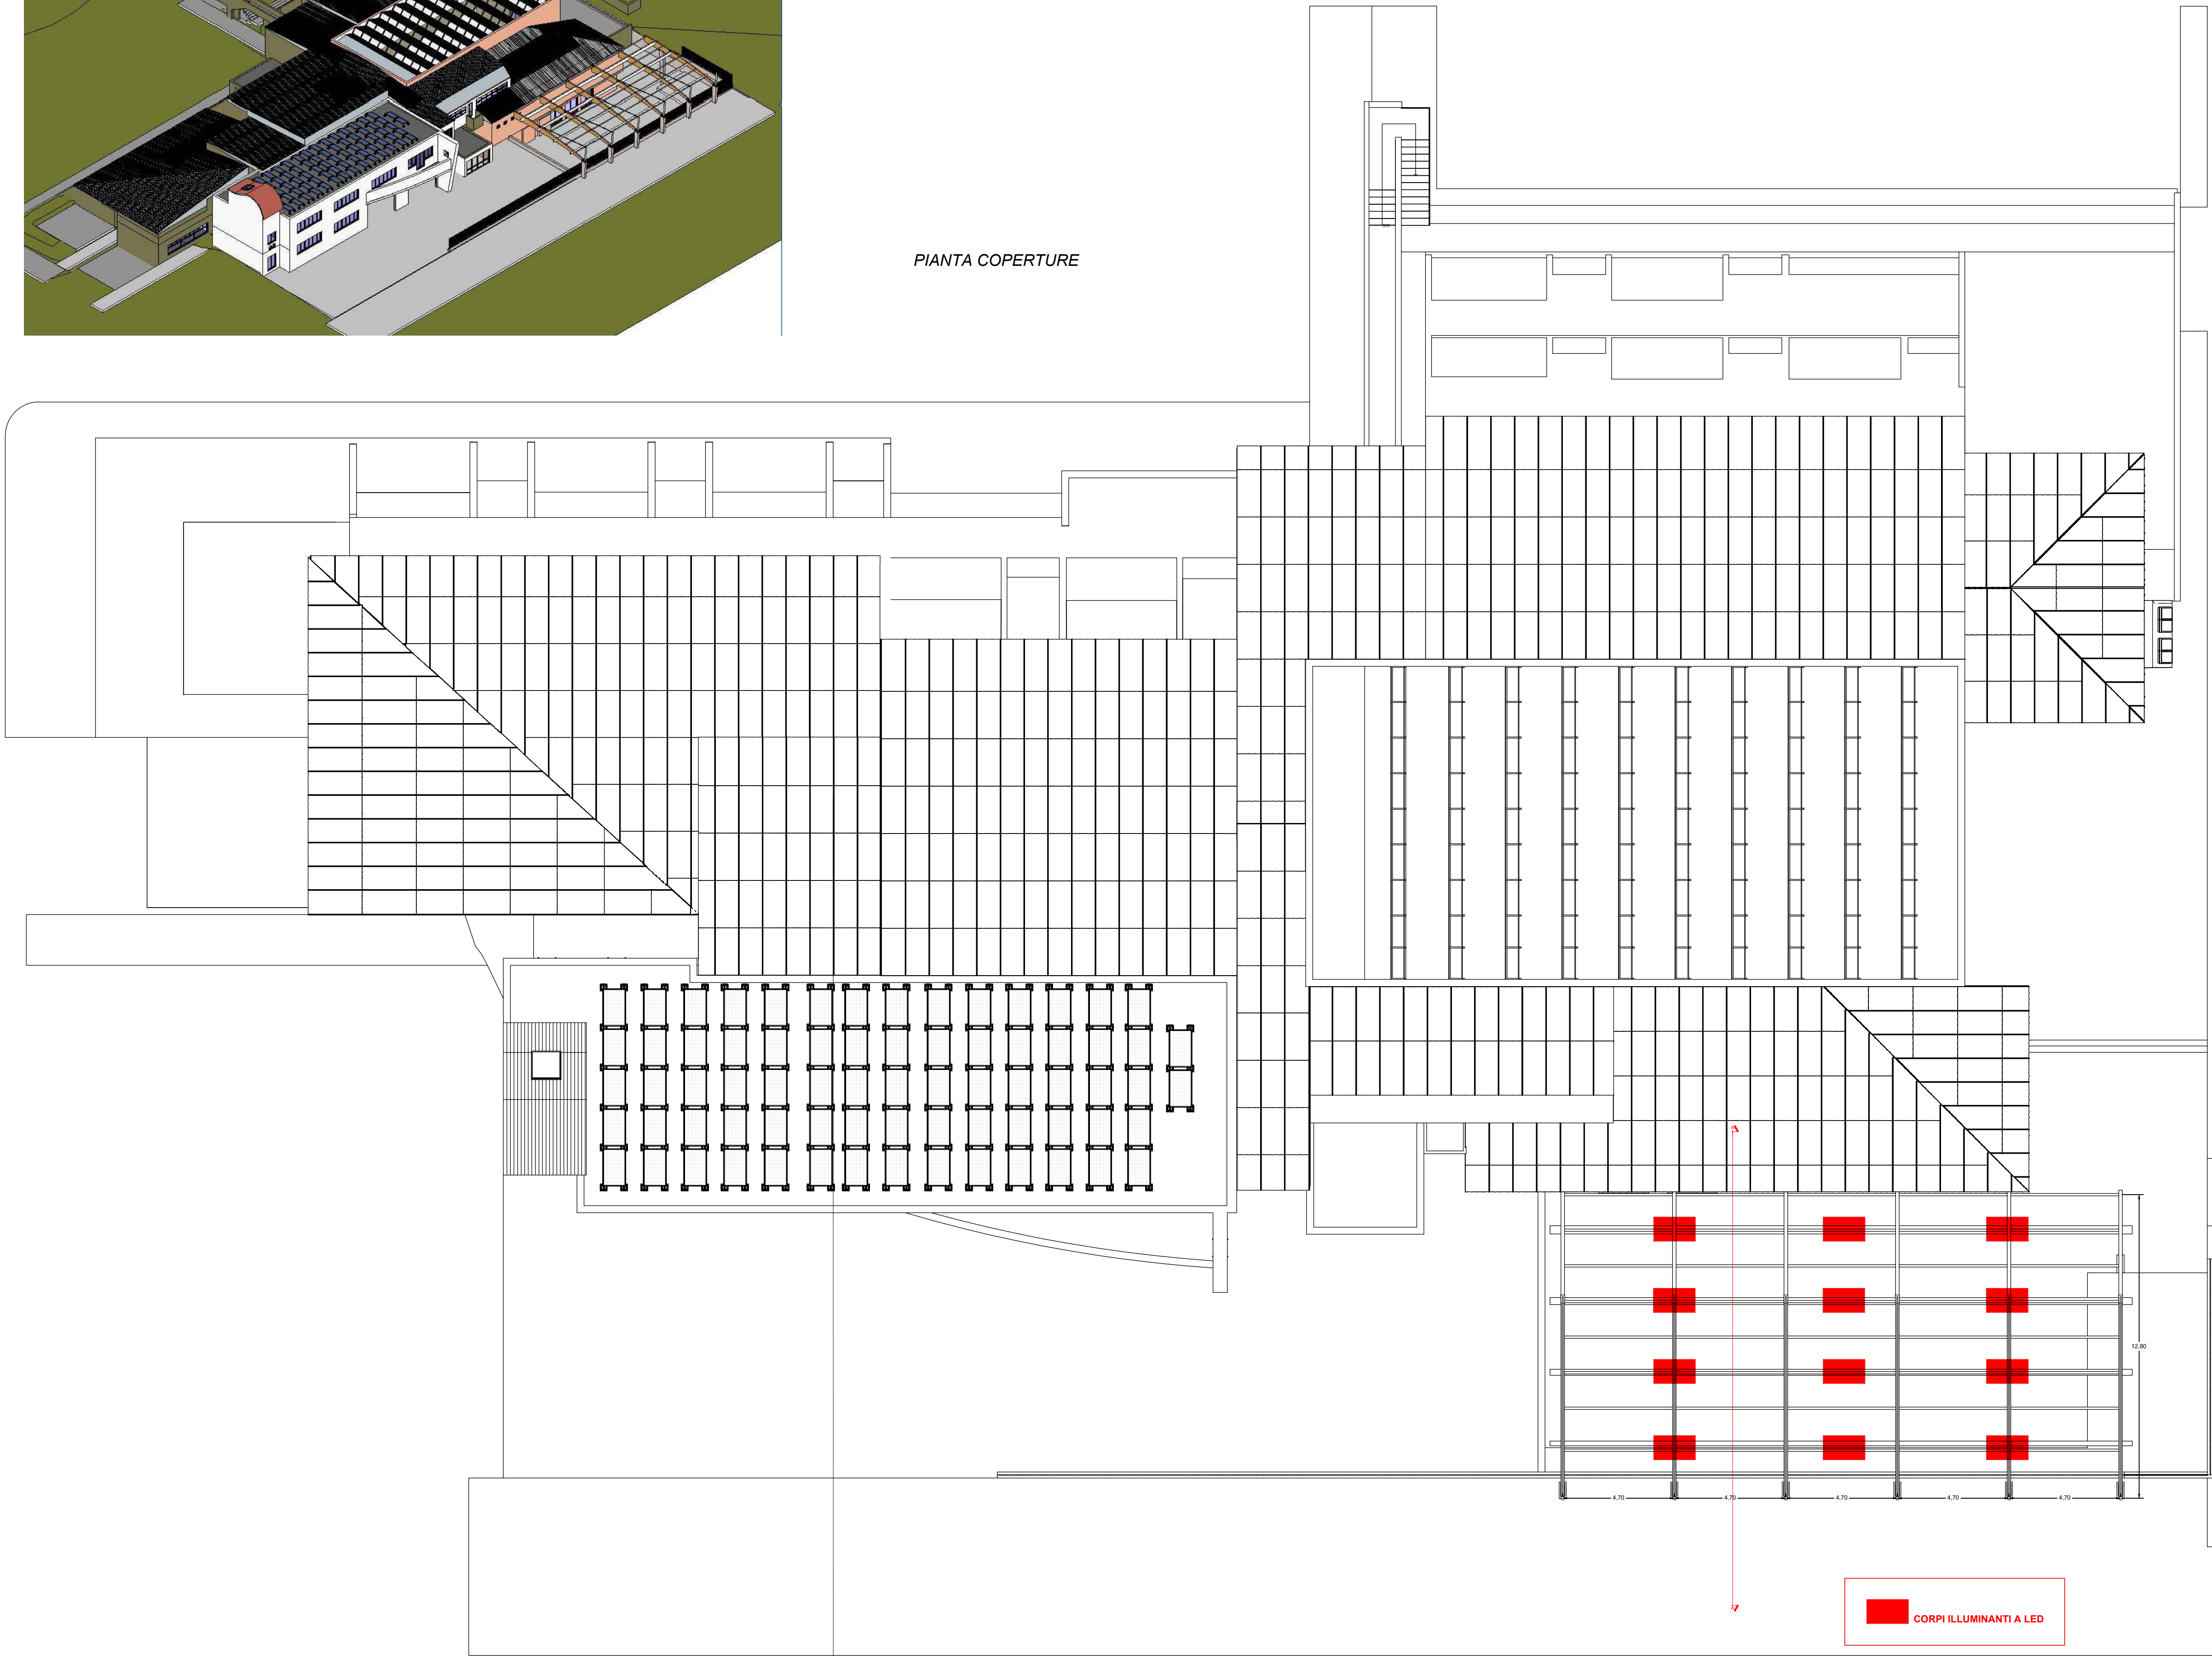 PIANTA COPERTURE
A
12,80
4,70
4,70
4,70
4,70
4,70
A
CORPI ILLUMINANTI A LED